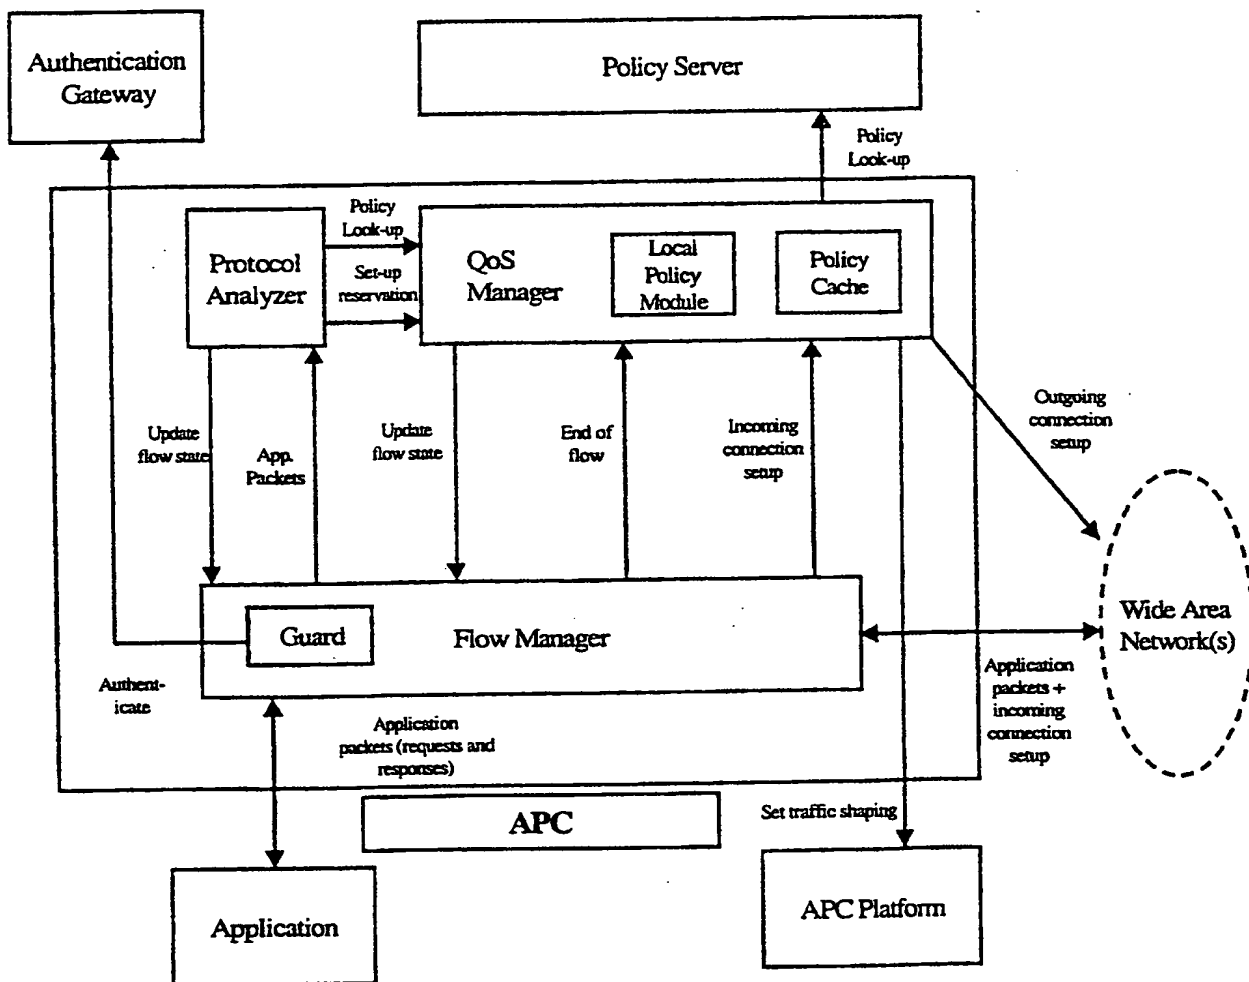 Authentication
Gateway
Policy Server
Policy
Look-up
Protocol
Analyzer
Policy
Look-up
Set-up
reservation
QoS
Manager
Local
Policy
Module
Policy
Cache
Update
flow state
App.
Packets
Update
flow state
End of
flow
Incoming
connection
setup
Outgoing
connection
setup
Guard
Flow Manager
Wide Area
Network(s)
Authent-
icate
Application
packets (requests and
responses)
Application
packets +
incoming
connection
setup
APC
Set traffic shaping
Application
APC Platform